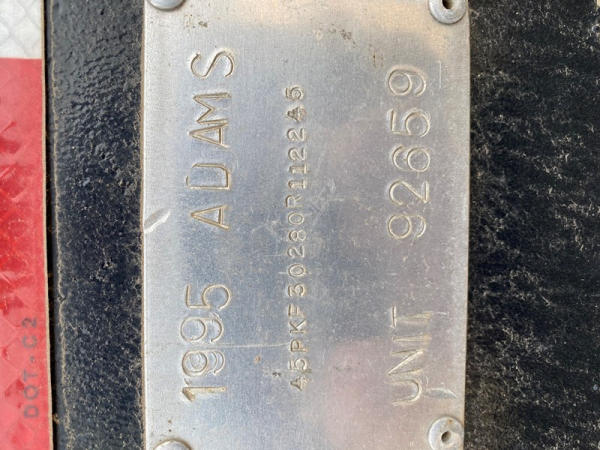 1995 ADAMS
45PKF30280R112245
UNIT 92659
DOT-C2